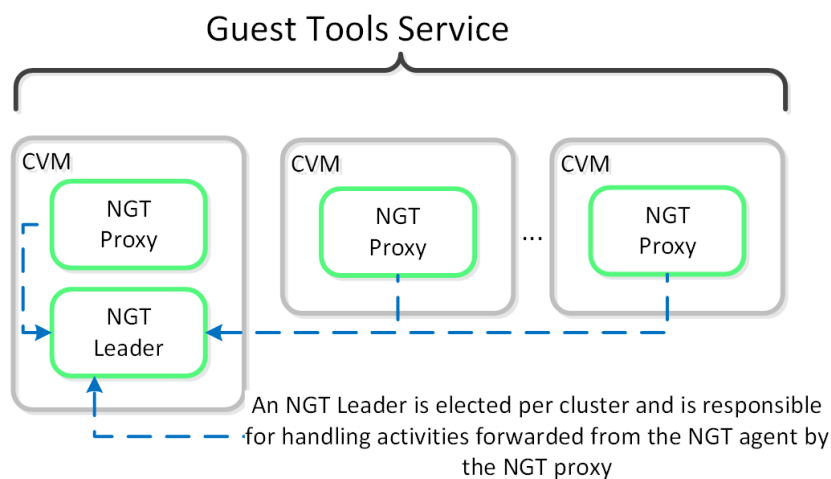 Guest Tools Service
CVM
NGT
Proxy
NGT
Leader
CVM
NGT
Proxy
...
CVM
NGT
Proxy
An NGT Leader is elected per cluster and is responsible
for handling activities forwarded from the NGT agent by
the NGT proxy